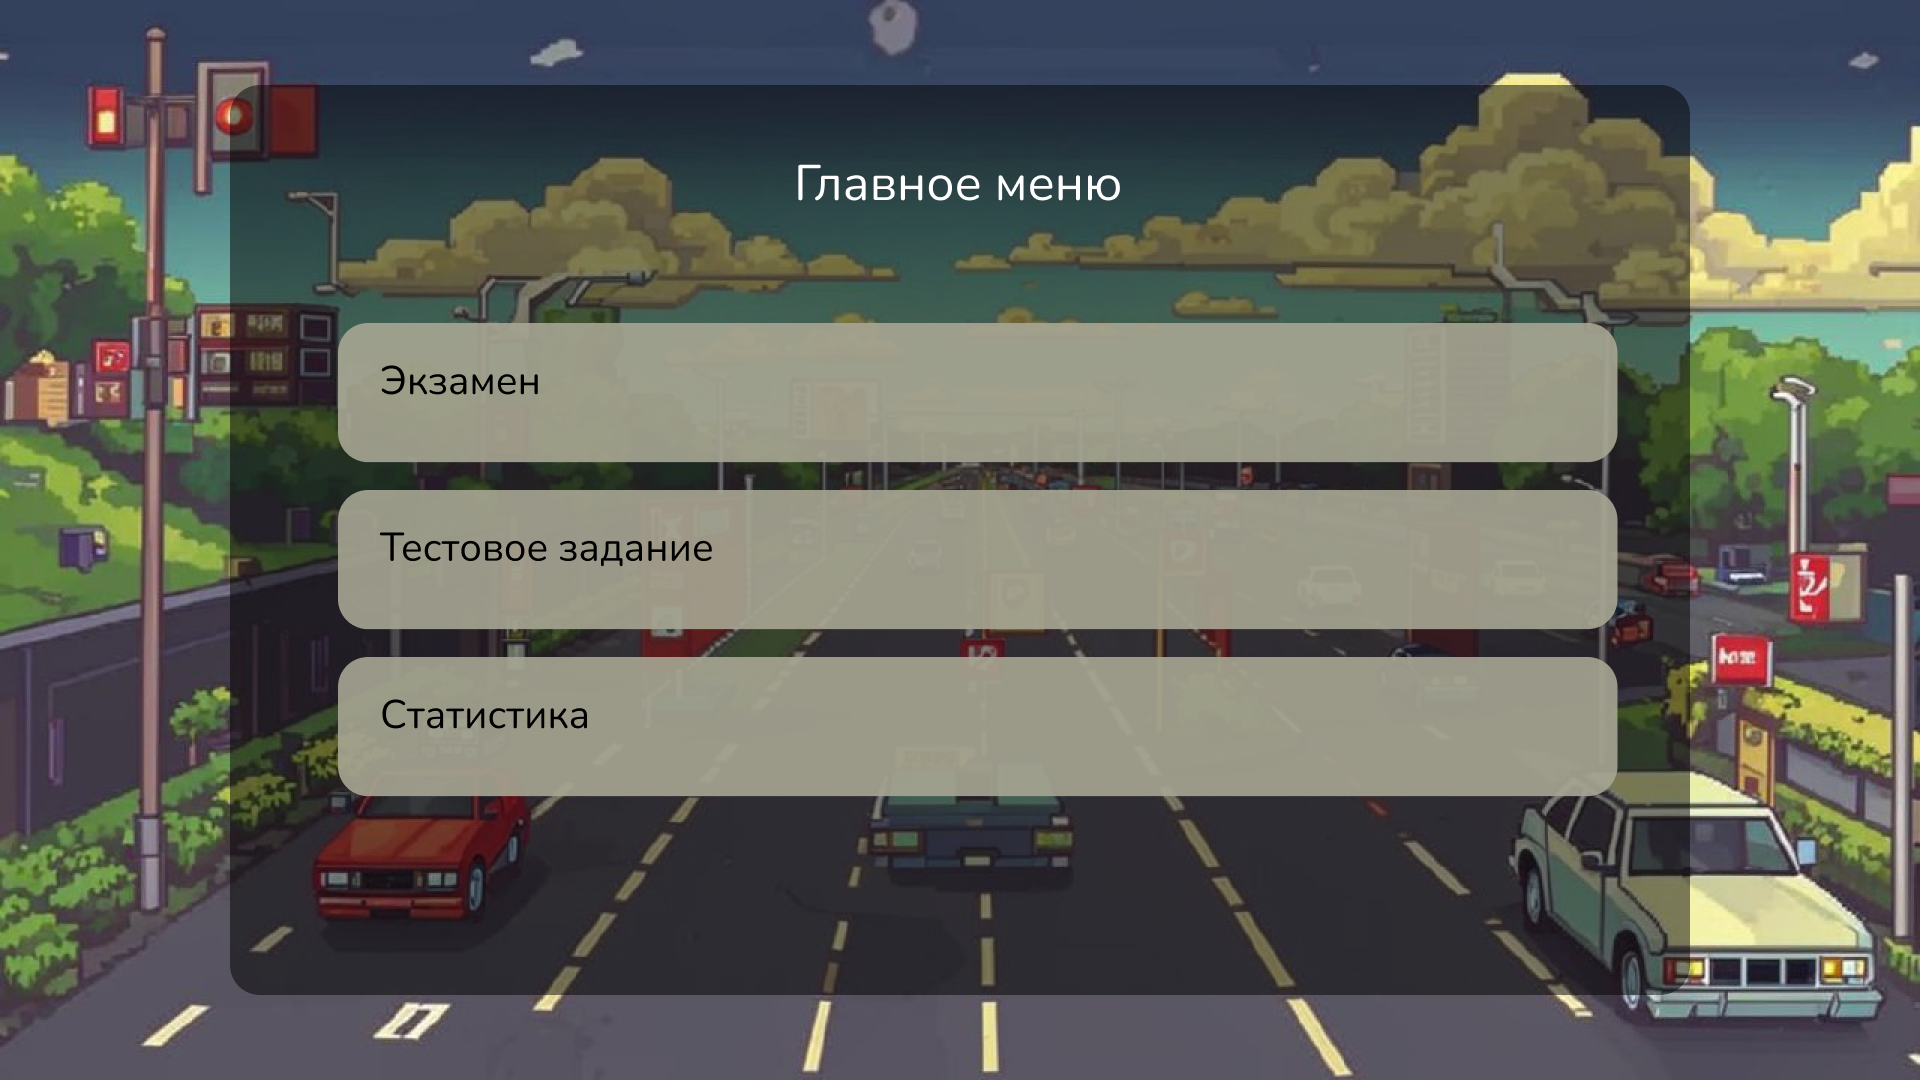 Главное меню
Экзамен
Тестовое задание
Статистика